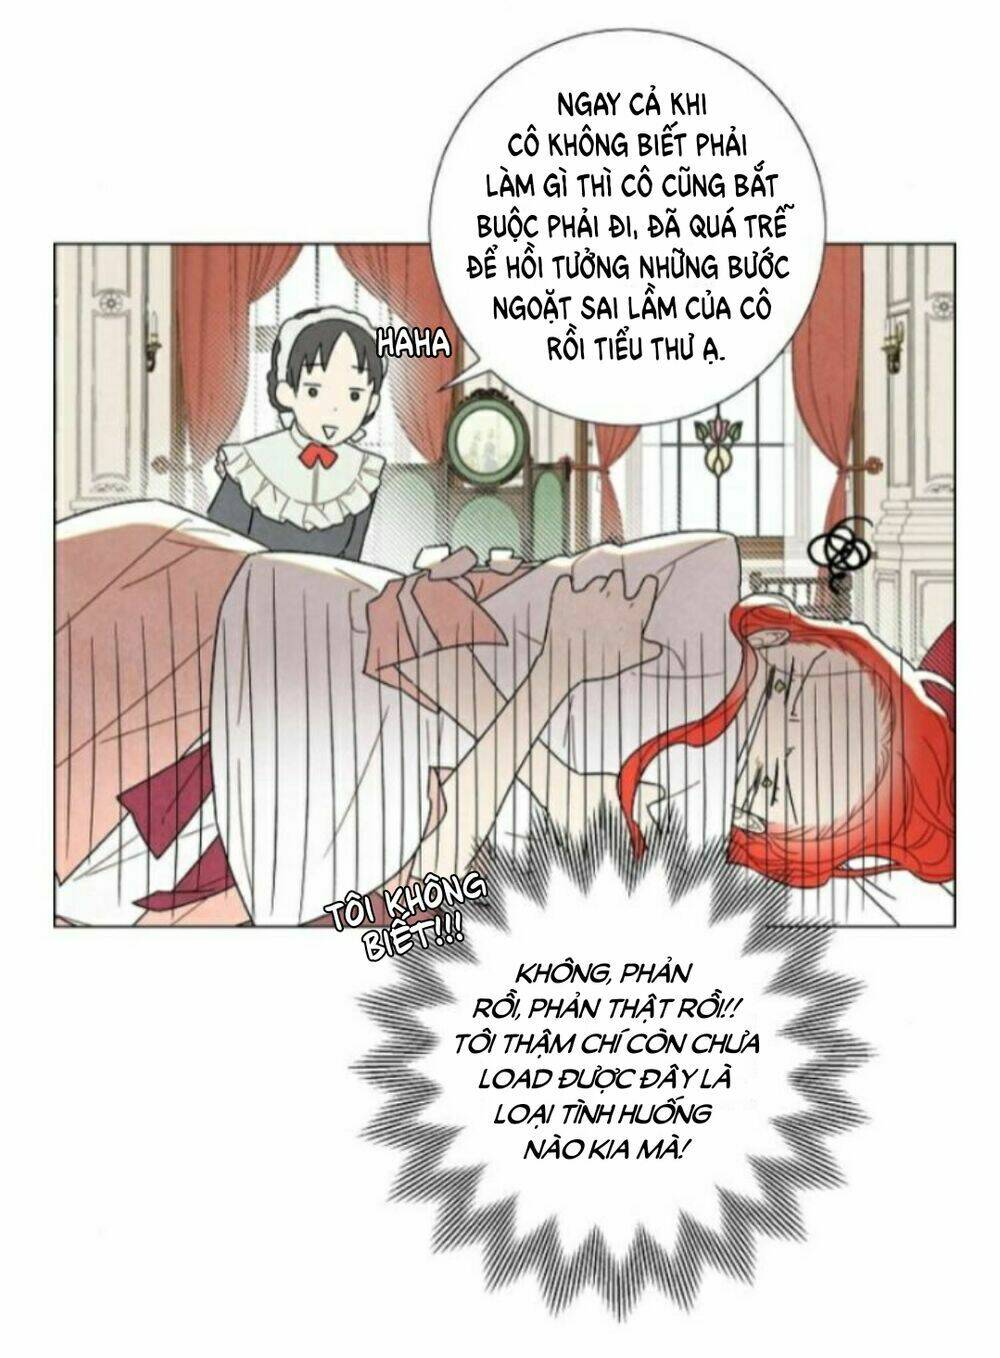 NGAY CẢ KHI
CÔ KHÔNG BIẾT PHẢI
LÀM GÌ THÌ CÔ CŨNG BẮT
BUỘC PHẢI ĐI, ĐÃ QUÁ TRỄ
ĐỂ HỒI TƯỞNG NHỮNG BƯỚC
NGOẶT SAI LẦM CỦA CÔ
RỒI TIỂU THƯ Ạ.
HAHA
TÔI KHÔNG
BIẾT!!!
KHÔNG, PHẢN
RỒI, PHẢN THẬT RỒI!!
TÔI THẬM CHÍ CÒN CHƯA
LOAD ĐƯỢC ĐÂY LÀ
LOẠI TÌNH HUỐNG
NÀO KIA MÀ!